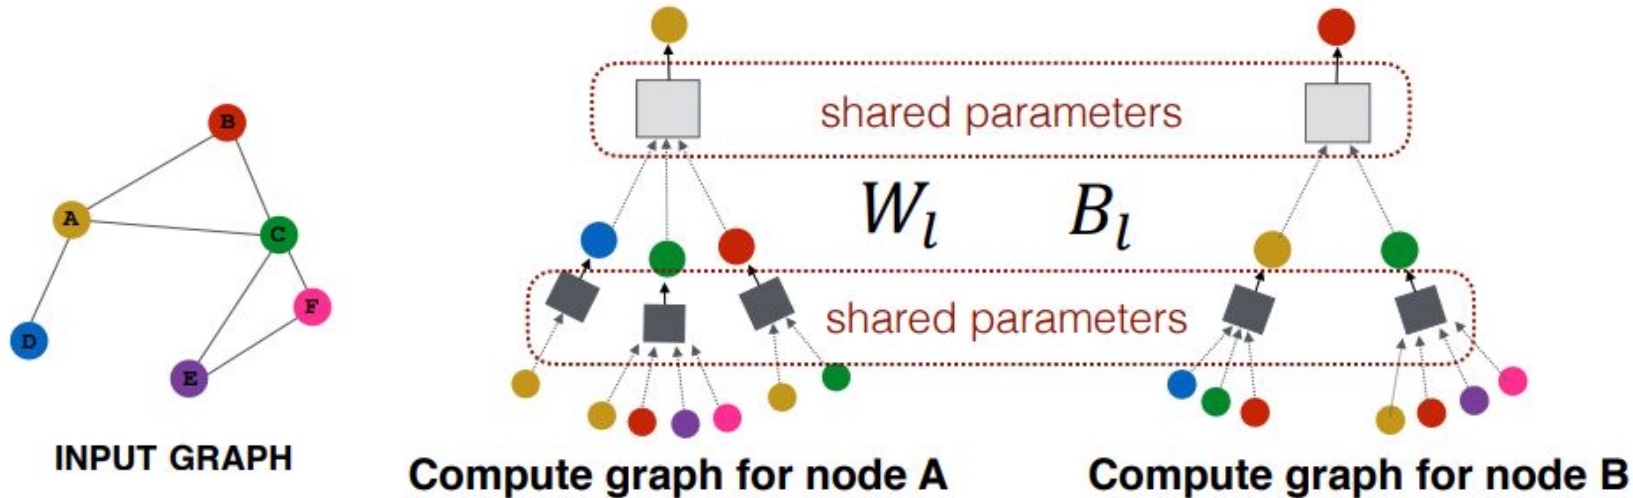 B
A
C
F
D
E
INPUT GRAPH
shared parameters
W_l B_l
shared parameters
Compute graph for node A
Compute graph for node B